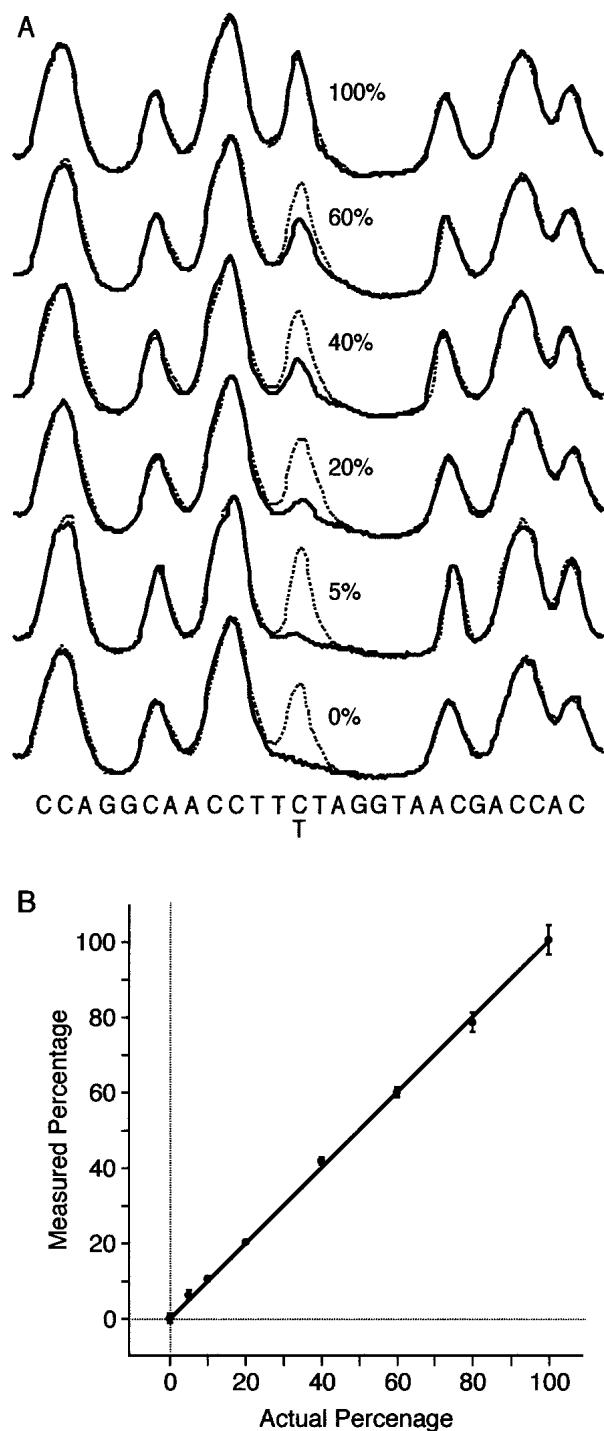 A
100%
60%
40%
20%
5%
0%
CCAGGCAACCTTCTAGGTAACGACCAC
T
B
100
80
60
40
20
0
Measured Percentage
0 20 40 60 80 100
Actual Percenage